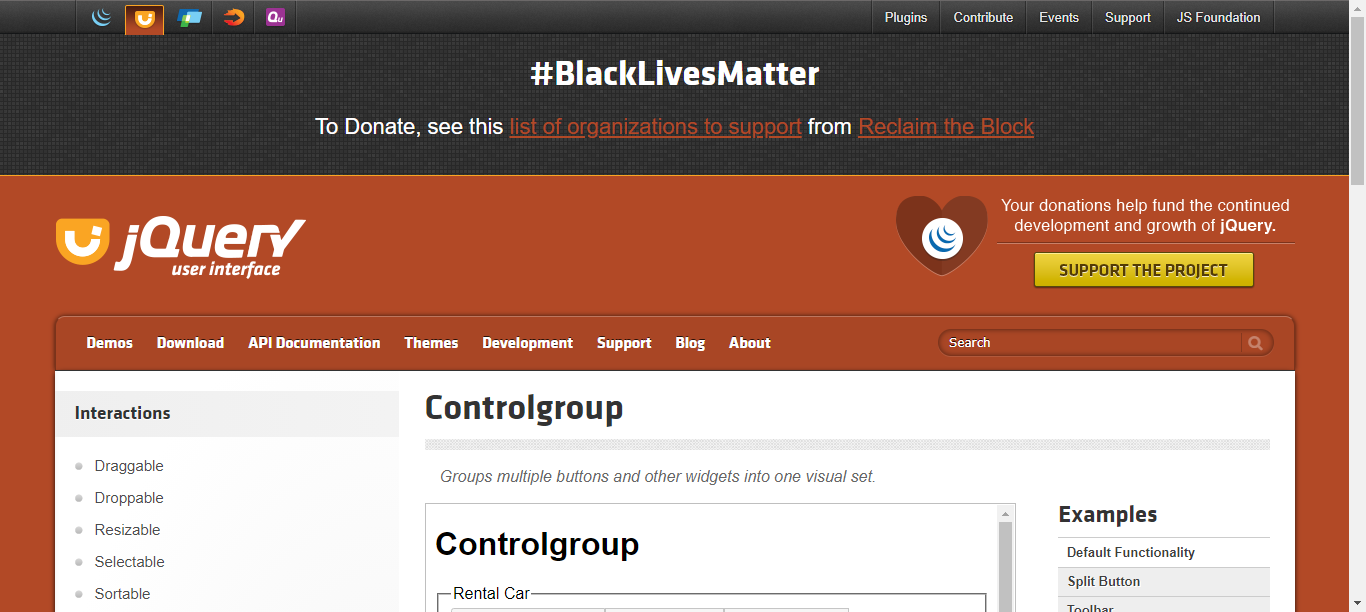 Qu
Plugins
Contribute
Events
Support
JS Foundation
#BlackLivesMatter
To Donate, see this list of organizations to support from Reclaim the Block
jQuery
user interface
Your donations help fund the continued
development and growth of jQuery.
SUPPORT THE PROJECT
Demos
Download
API Documentation
Themes
Development
Support
Blog
About
Search
Interactions
Draggable
Droppable
Resizable
Selectable
Sortable
Controlgroup
Groups multiple buttons and other widgets into one visual set.
Controlgroup
Rental Car
Examples
Default Functionality
Split Button
Toolbar